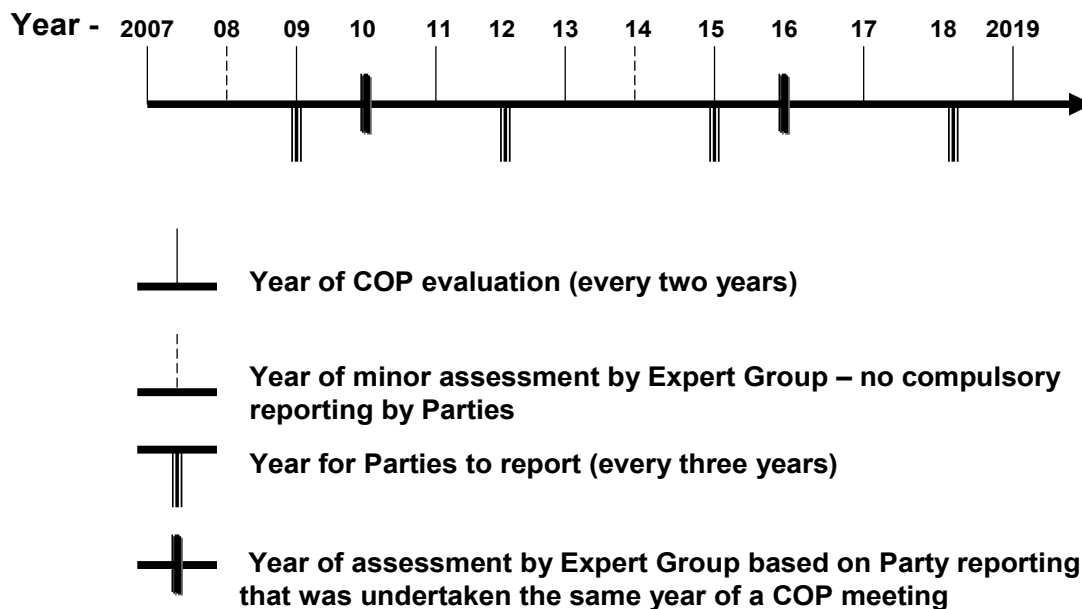 Year - 2007 08 09 10 11 12 13 14 15 16 17 18 2019
Year of COP evaluation (every two years)
Year of minor assessment by Expert Group – no compulsory
reporting by Parties
Year for Parties to report (every three years)
Year of assessment by Expert Group based on Party reporting
that was undertaken the same year of a COP meeting